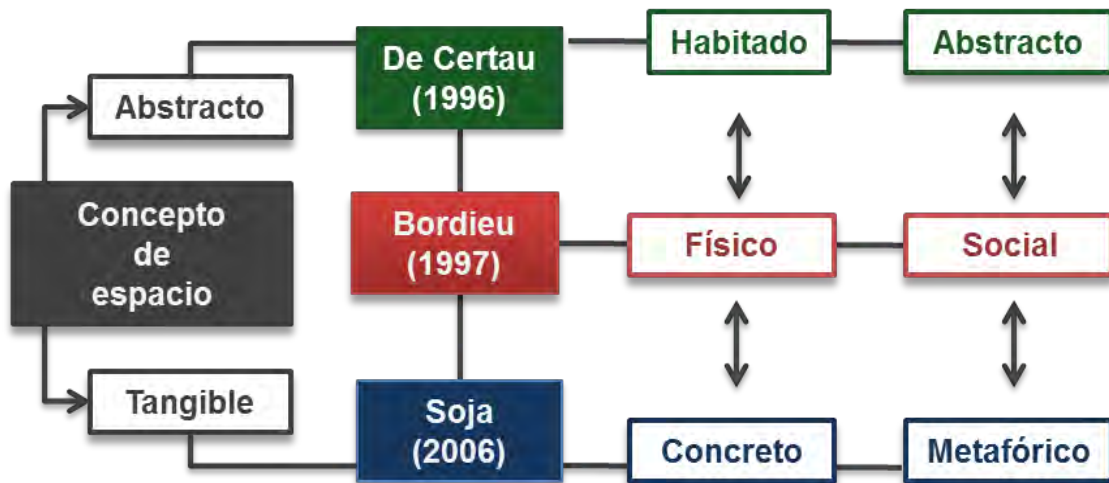 De Certau
(1996)
Habitado
Abstracto
Abstracto
Concepto
de
espacio
Bordieu
(1997)
Físico
Social
Tangible
Soja
(2006)
Concreto
Metafórico